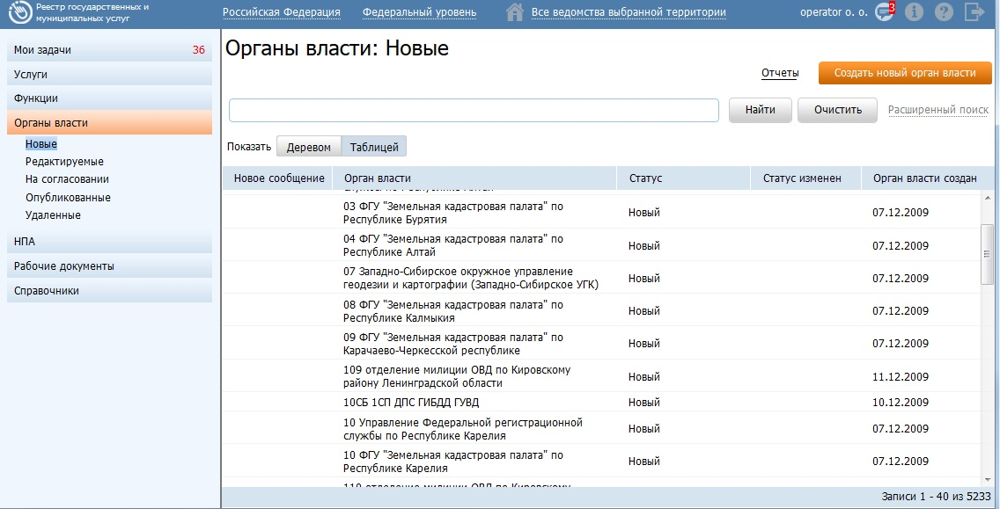 Реестр государственных и
муниципальных услуг
Российская Федерация Федеральный уровень Все ведомства выбранной территории operator o. o. 3
Мои задачи 36
Услуги
Функции
Органы власти
Новые
Редактируемые
На согласовании
Опубликованные
Удаленные
НПА
Рабочие документы
Справочники
Органы власти: Новые
Отчеты Создать новый орган власти
Найти Очистить Расширенный поиск
Показать Деревом Таблицей
Новое сообщение Орган власти Статус Статус изменен Орган власти создан
03 ФГУ "Земельная кадастровая палата" по
Республике Бурятия Новый 07.12.2009
04 ФГУ "Земельная кадастровая палата" по
Республике Алтай Новый 07.12.2009
07 Западно-Сибирское окружное управление
геодезии и картографии (Западно-Сибирское УГК) Новый 07.12.2009
08 ФГУ "Земельная кадастровая палата" по
Республике Калмыкия Новый 07.12.2009
09 ФГУ "Земельная кадастровая палата" по
Карачаево-Черкесской республике Новый 07.12.2009
109 отделение милиции ОВД по Кировскому
району Ленинградской области Новый 11.12.2009
10СБ 1СП ДПС ГИБДД ГУВД Новый 10.12.2009
10 Управление Федеральной регистрационной
службы по Республике Карелия Новый 07.12.2009
10 ФГУ "Земельная кадастровая палата" по
Республике Карелия Новый 07.12.2009
110 отделение милиции ОВД по Кировскому
Записи 1 - 40 из 5233